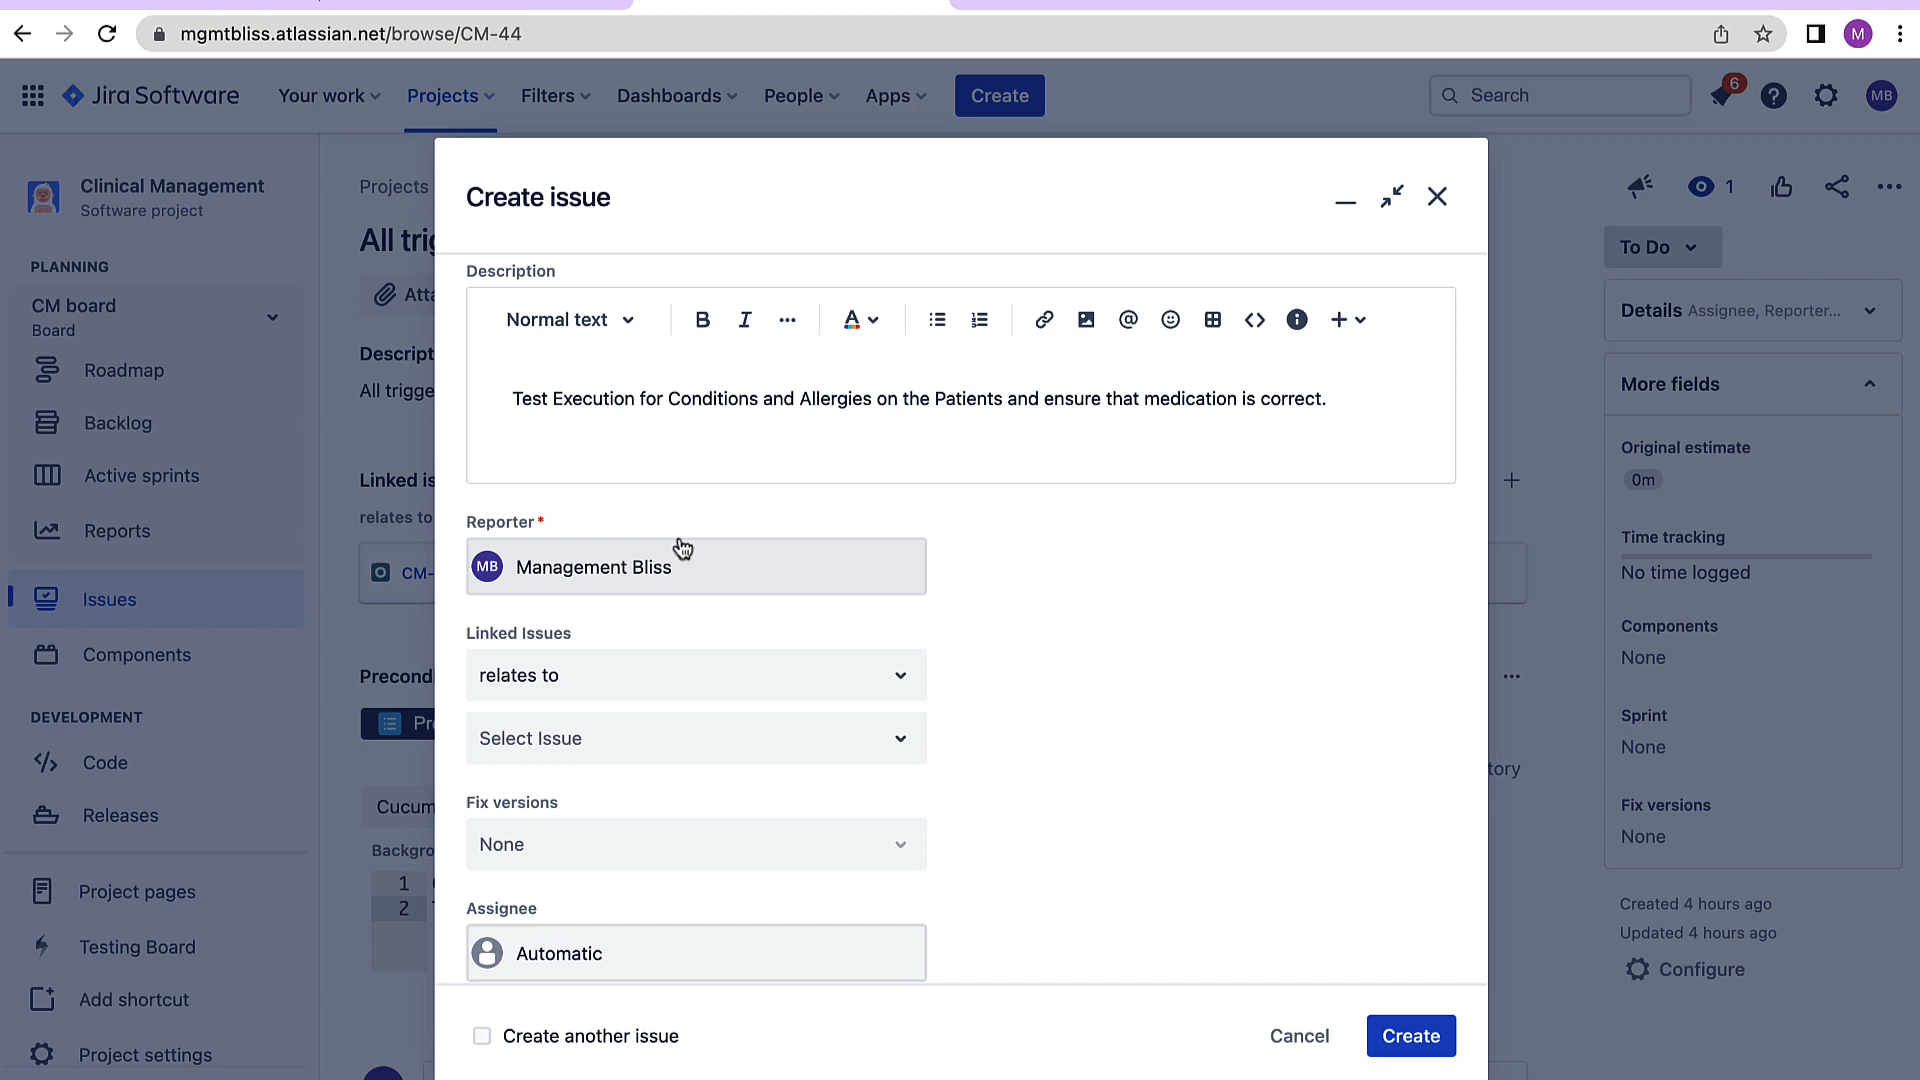 mgmtbliss.atlassian.net/browse/CM-44
M
Jira Software
Your work
Projects
Filters
Dashboards
People
Apps
Create
Search
6
MB
Clinical Management
Software project
PLANNING
CM board
Board
Roadmap
Backlog
Active sprints
Reports
Issues
Components
DEVELOPMENT
Code
Releases
Project pages
Testing Board
Add shortcut
Project settings
Projects
All trig
Atta
Descript
All trigge
Linked is
relates to
CM-
Precondi
Pr
Cucum
Backgro
1
2
Create issue
Description
Normal text
B I ... A
Test Execution for Conditions and Allergies on the Patients and ensure that medication is correct.
Reporter *
MB Management Bliss
Linked Issues
relates to
Select Issue
Fix versions
None
Assignee
Automatic
Create another issue
Cancel
Create
tory
1
To Do
Details Assignee, Reporter...
More fields
Original estimate
0m
Time tracking
No time logged
Components
None
Sprint
None
Fix versions
None
Created 4 hours ago
Updated 4 hours ago
Configure